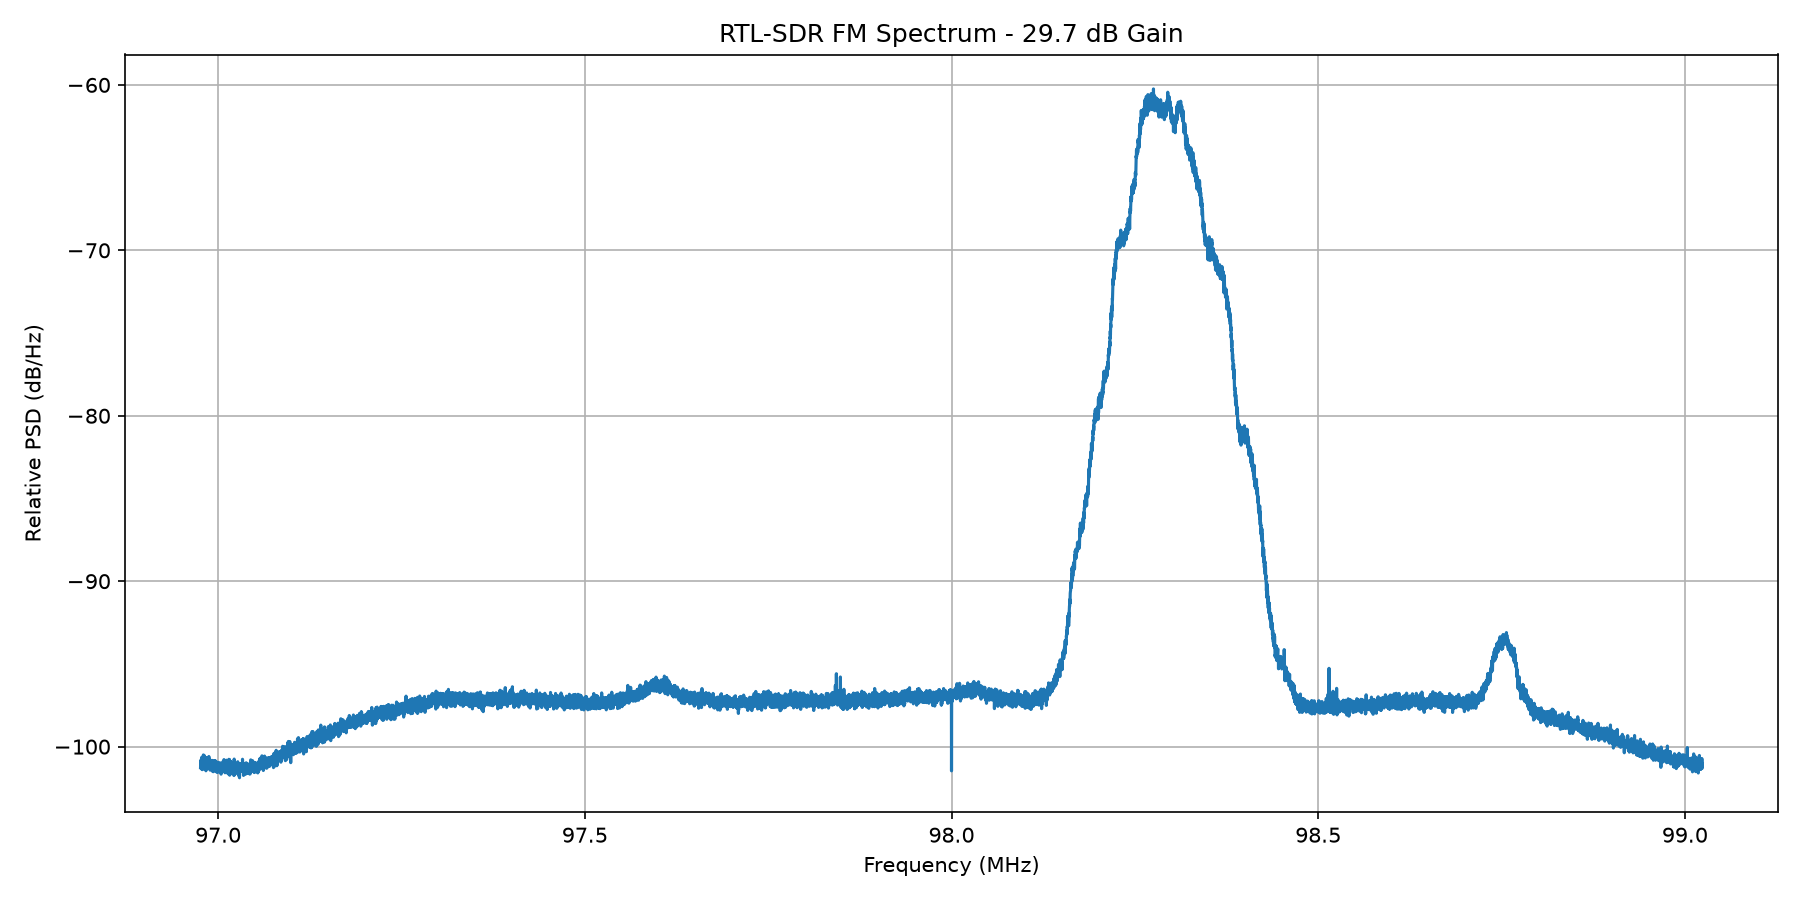 RTL-SDR FM Spectrum - 29.7 dB Gain
Relative PSD (dB/Hz)
−60
−70
−80
−90
−100
97.0 97.5 98.0 98.5 99.0
Frequency (MHz)